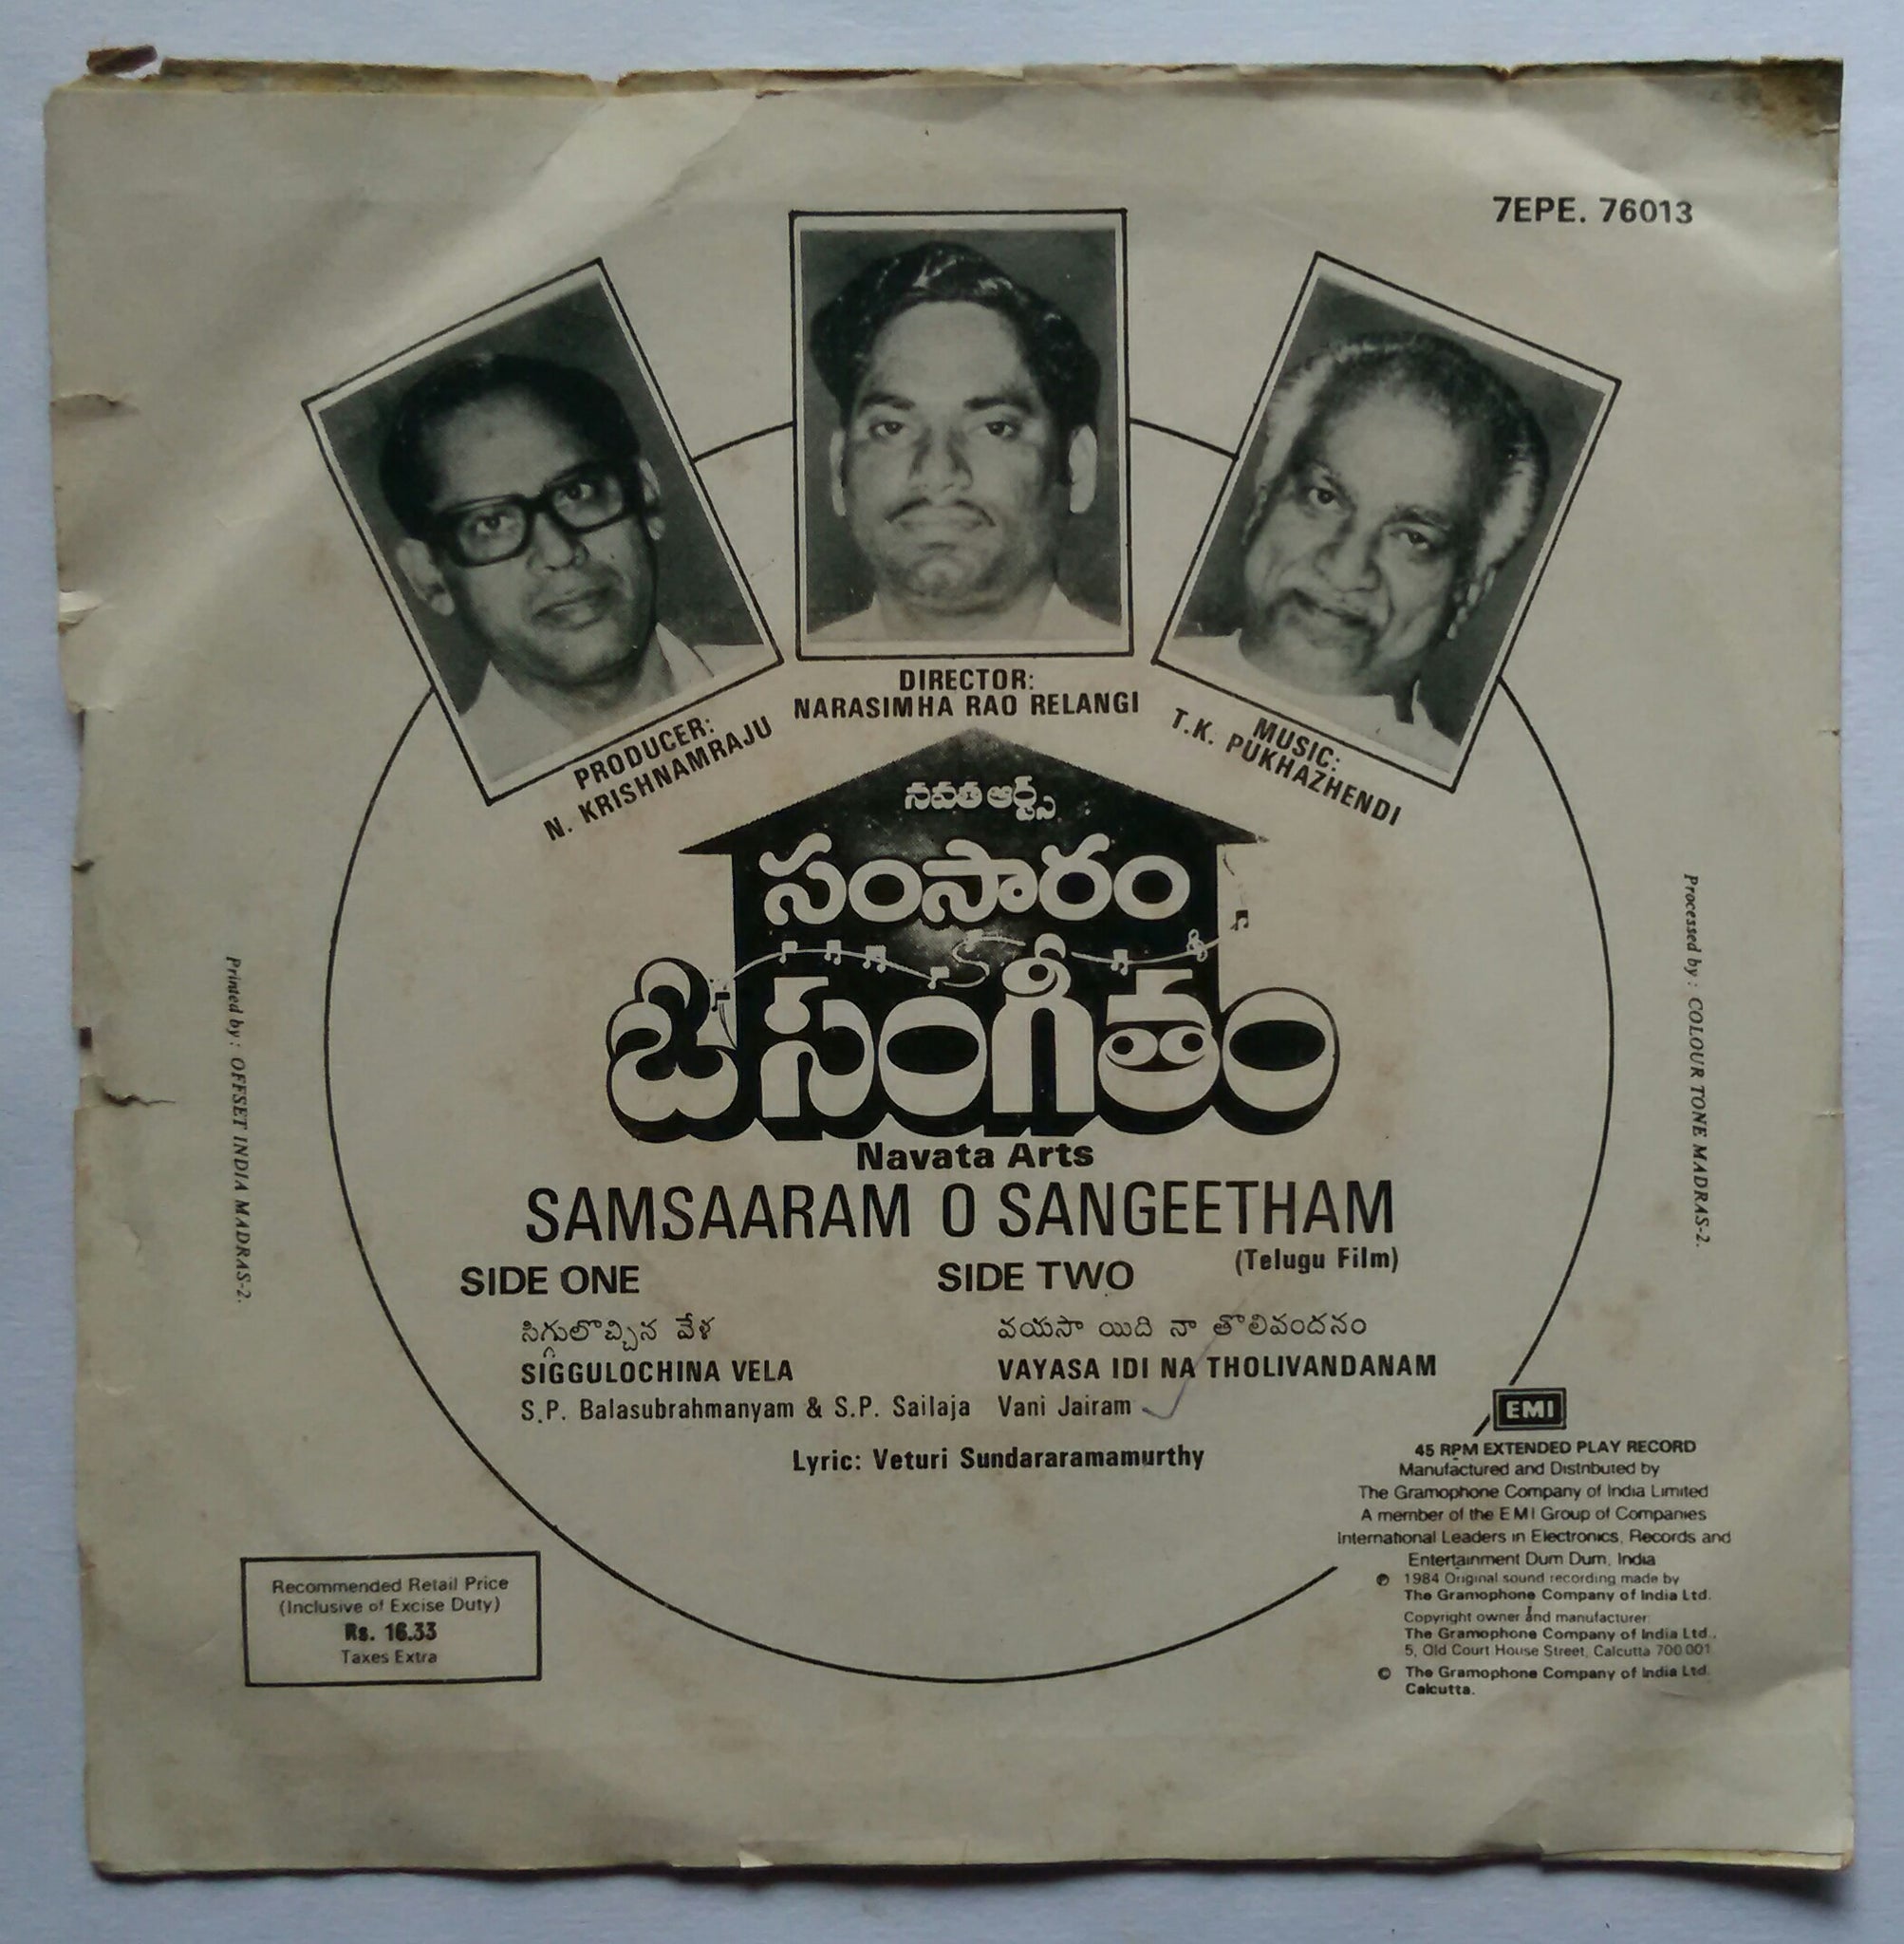 7EPE. 76013
PRODUCER:
N. KRISHNAMRAJU
DIRECTOR:
NARASIMHA RAO RELANGI
MUSIC:
T.K. PUKHAZHENDI
నవతా ఆర్ట్స్
సంసారం
ఓ సంగీతం
Navata Arts
SAMSAARAM O SANGEETHAM
(Telugu Film)
SIDE ONE
సిగ్గులొచ్చిన వేళ
SIGGULOCHINA VELA
S.P. Balasubrahmanyam & S.P. Sailaja
SIDE TWO
వయసా యిది నా తొలివందనం
VAYASA IDI NA THOLIVANDANAM
Vani Jairam
Lyric: Veturi Sundararamamurthy
Printed by: OFFSET INDIA MADRAS-2.
Processed by: COLOUR TONE MADRAS-2.
Recommended Retail Price
(Inclusive of Excise Duty)
Rs. 16.33
Taxes Extra
EMI
45 RPM EXTENDED PLAY RECORD
Manufactured and Distributed by
The Gramophone Company of India Limited
A member of the EMI Group of Companies
International Leaders in Electronics, Records and
Entertainment Dum Dum, India
℗ 1984 Original sound recording made by
The Gramophone Company of India Ltd.
Copyright owner and manufacturer:
The Gramophone Company of India Ltd.,
5, Old Court House Street, Calcutta 700 001
© The Gramophone Company of India Ltd.
Calcutta.